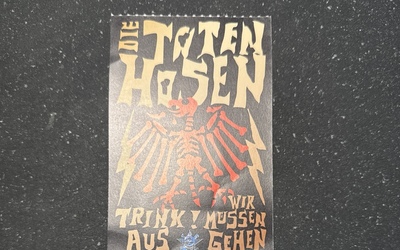 DIE TOTEN
HOSEN
TRINK! WIR MÜSSEN
AUS GEHEN